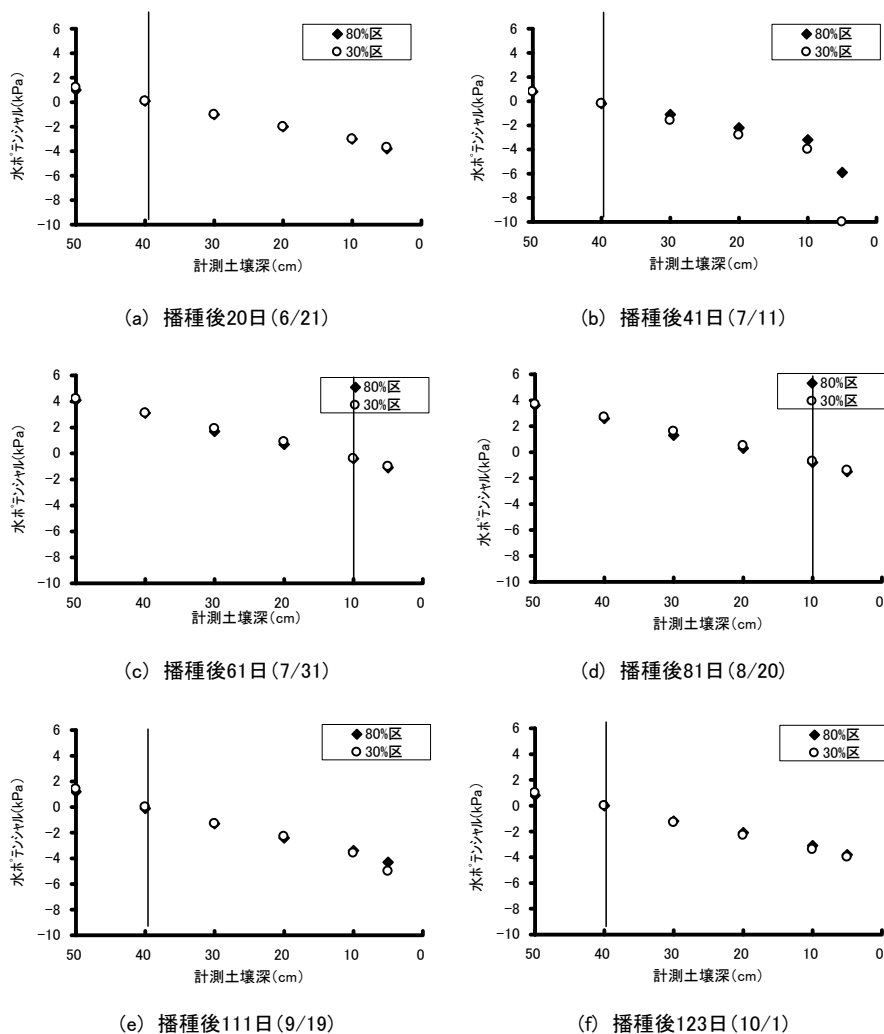 6
4
2
0
-2
-4
-6
-8
-10
水ポテンシャル(kPa)
◆80%区
○30%区
50 40 30 20 10 0
計測土壌深(cm)
(a) 播種後20日(6/21)
6
4
2
0
-2
-4
-6
-8
-10
水ポテンシャル(kPa)
◆80%区
○30%区
50 40 30 20 10 0
計測土壌深(cm)
(b) 播種後41日(7/11)
6
4
2
0
-2
-4
-6
-8
-10
水ポテンシャル(kPa)
◆80%区
○30%区
50 40 30 20 10 0
計測土壌深(cm)
(c) 播種後61日(7/31)
6
4
2
0
-2
-4
-6
-8
-10
水ポテンシャル(kPa)
◆80%区
○30%区
50 40 30 20 10 0
計測土壌深(cm)
(d) 播種後81日(8/20)
6
4
2
0
-2
-4
-6
-8
-10
水ポテンシャル(kPa)
◆80%区
○30%区
50 40 30 20 10 0
計測土壌深(cm)
(e) 播種後111日(9/19)
6
4
2
0
-2
-4
-6
-8
-10
水ポテンシャル(kPa)
◆80%区
○30%区
50 40 30 20 10 0
計測土壌深(cm)
(f) 播種後123日(10/1)